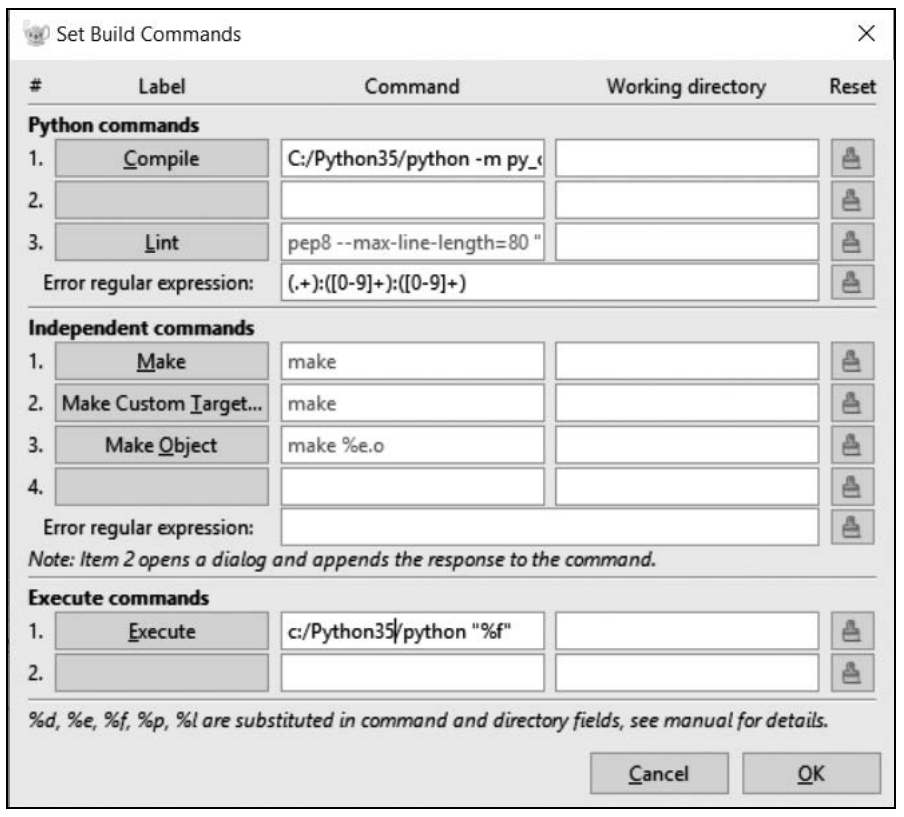 Set Build Commands
# Label Command Working directory Reset
Python commands
1. Compile C:/Python35/python -m py_
2.
3. Lint pep8 --max-line-length=80 "
Error regular expression: (.+):([0-9]+):([0-9]+)
Independent commands
1. Make make
2. Make Custom Target... make
3. Make Object make %e.o
4.
Error regular expression:
Note: Item 2 opens a dialog and appends the response to the command.
Execute commands
1. Execute c:/Python35/python "%f"
2.
%d, %e, %f, %p, %l are substituted in command and directory fields, see manual for details.
Cancel OK